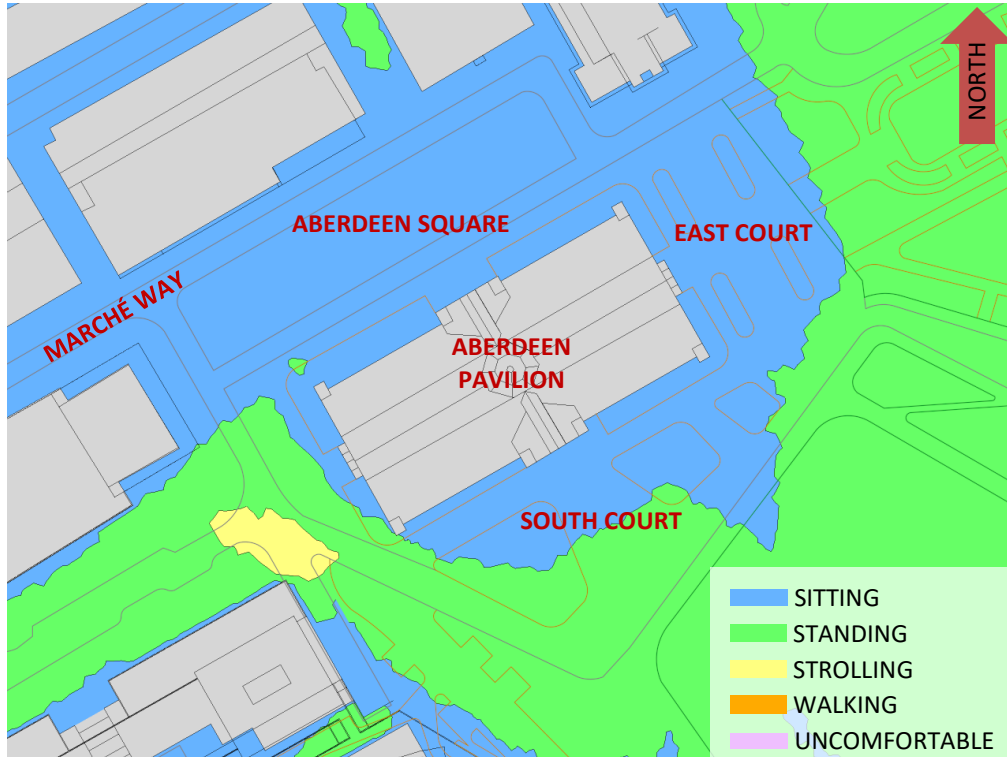 NORTH
ABERDEEN SQUARE
EAST COURT
MARCHÉ WAY
ABERDEEN
PAVILION
SOUTH COURT
SITTING
STANDING
STROLLING
WALKING
UNCOMFORTABLE